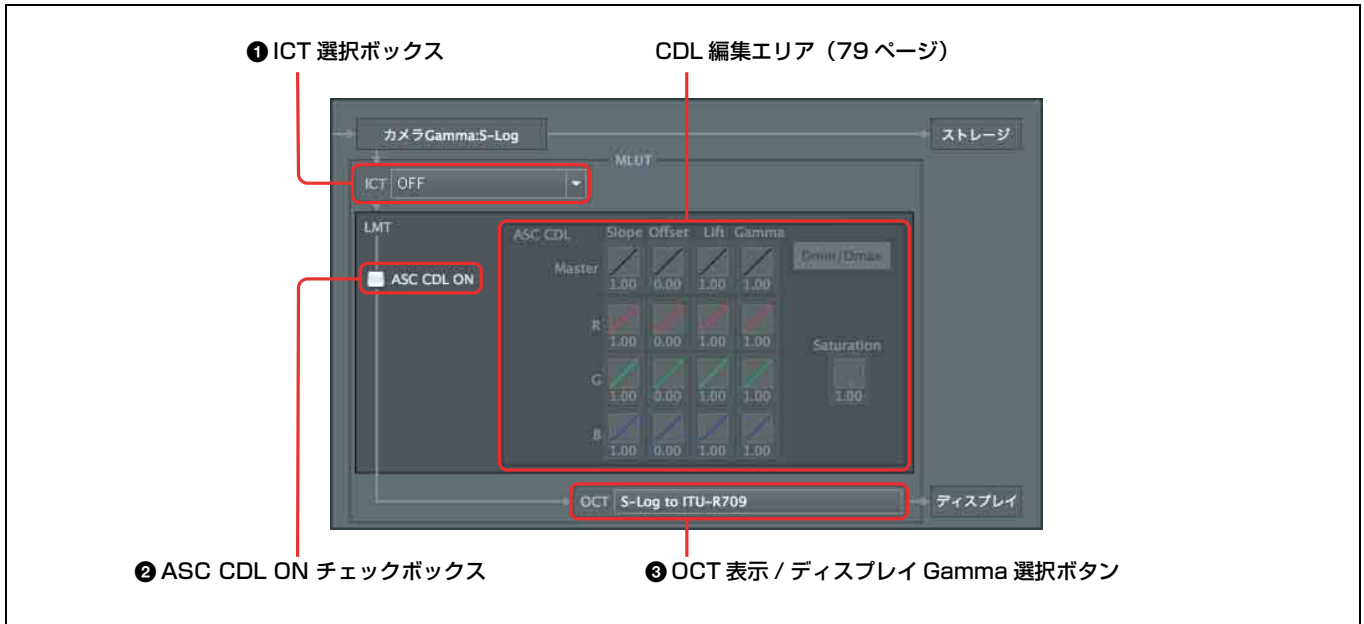 ❶ ICT 選択ボックス
CDL 編集エリア（79 ページ）
カメラGamma:S-Log
ストレージ
MLUT
ICT OFF
LMT
ASC CDL Slope Offset Lift Gamma
Master
Dmin/Dmax
ASC CDL ON
1.00 0.00 1.00 1.00
R
1.00 0.00 1.00 1.00
Saturation
G
1.00 0.00 1.00 1.00
1.00
B
1.00 0.00 1.00 1.00
OCT S-Log to ITU-R709
ディスプレイ
❷ ASC CDL ON チェックボックス
❸ OCT 表示 / ディスプレイ Gamma 選択ボタン